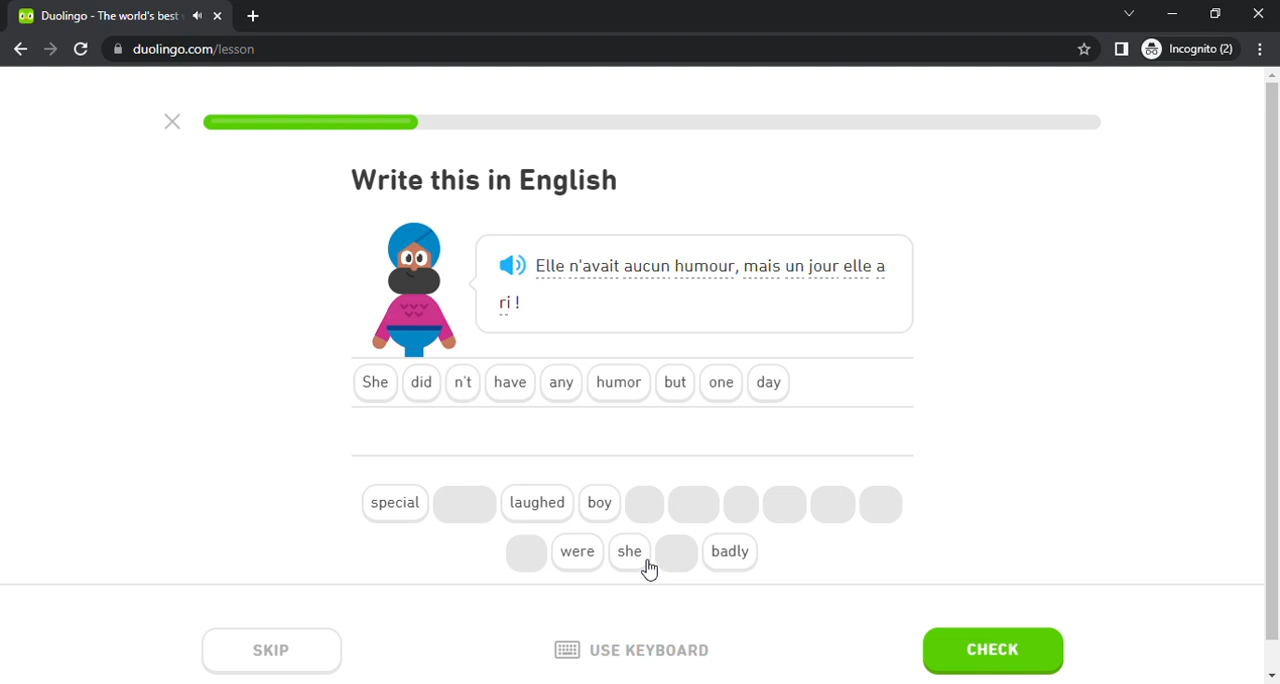 Duolingo - The world's best
duolingo.com/lesson
Incognito (2)
Write this in English
Elle n'avait aucun humour, mais un jour elle a
ri !
She did n't have any humor but one day
special laughed boy
were she badly
SKIP USE KEYBOARD CHECK